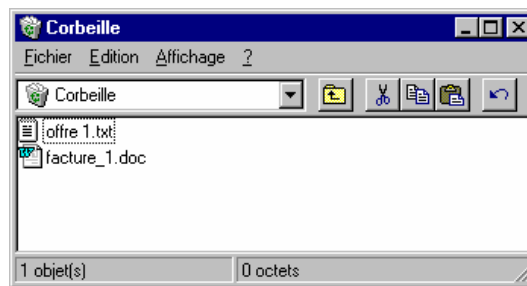 Corbeille
Fichier Edition Affichage ?
Corbeille
offre 1.txt
facture_1.doc
1 objet(s) 0 octets